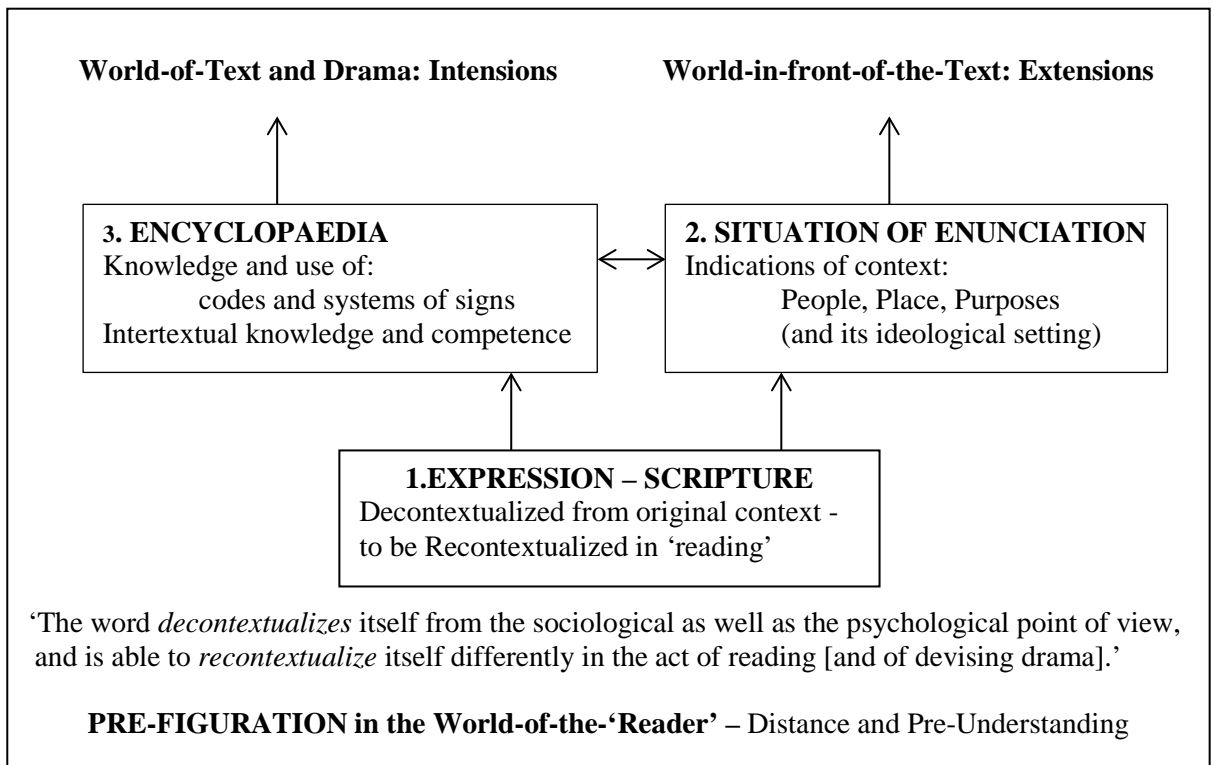 World-of-Text and Drama: Intensions
World-in-front-of-the-Text: Extensions
3. ENCYCLOPAEDIA
Knowledge and use of:
codes and systems of signs
Intertextual knowledge and competence
2. SITUATION OF ENUNCIATION
Indications of context:
People, Place, Purposes
(and its ideological setting)
1.EXPRESSION – SCRIPTURE
Decontextualized from original context -
to be Recontextualized in ‘reading’
‘The word decontextualizes itself from the sociological as well as the psychological point of view,
and is able to recontextualize itself differently in the act of reading [and of devising drama].’
PRE-FIGURATION in the World-of-the-‘Reader’ – Distance and Pre-Understanding